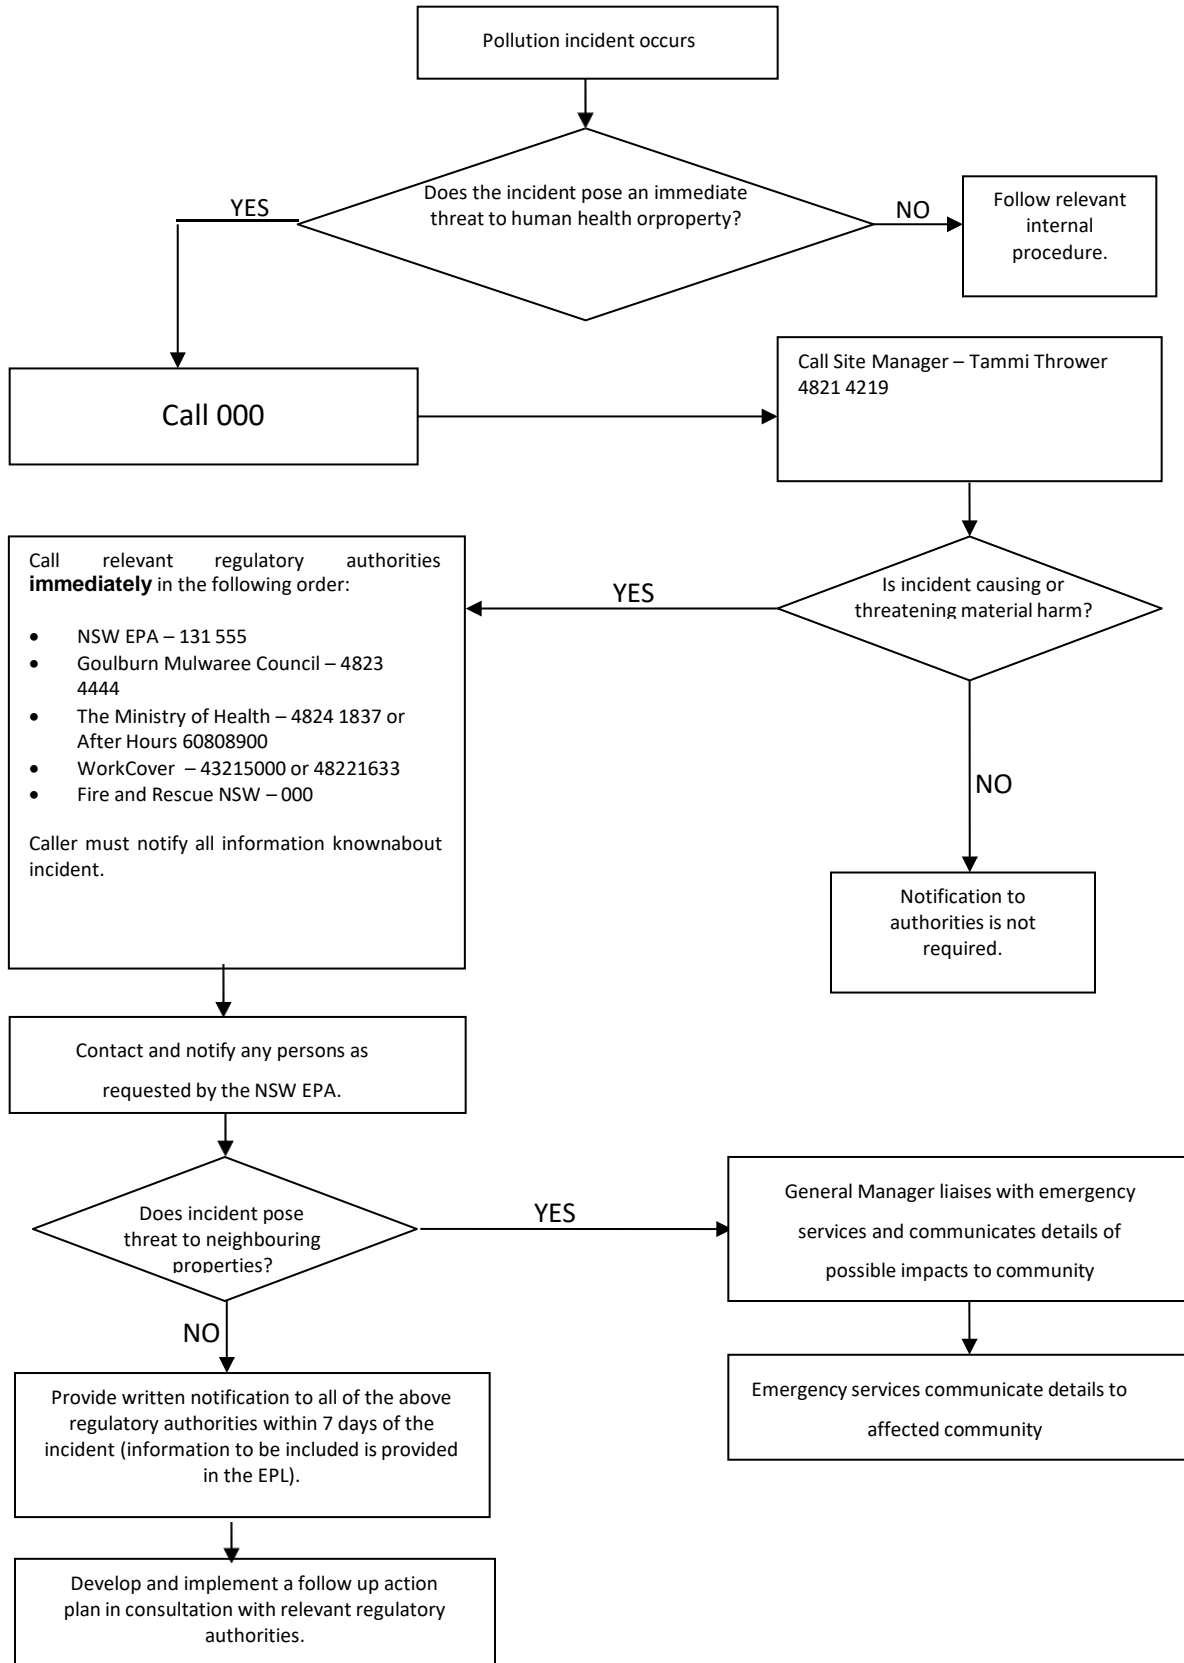 Pollution incident occurs
Does the incident pose an immediate
threat to human health orproperty?
YES
NO
Follow relevant
internal
procedure.
Call 000
Call Site Manager – Tammi Thrower
4821 4219
Is incident causing or
threatening material harm?
YES
NO
Call relevant regulatory authorities
immediately in the following order:
• NSW EPA – 131 555
• Goulburn Mulwaree Council – 4823
4444
• The Ministry of Health – 4824 1837 or
After Hours 60808900
• WorkCover – 43215000 or 48221633
• Fire and Rescue NSW – 000
Caller must notify all information knownabout
incident.
Notification to
authorities is not
required.
Contact and notify any persons as
requested by the NSW EPA.
Does incident pose
threat to neighbouring
properties?
YES
NO
General Manager liaises with emergency
services and communicates details of
possible impacts to community
Emergency services communicate details to
affected community
Provide written notification to all of the above
regulatory authorities within 7 days of the
incident (information to be included is provided
in the EPL).
Develop and implement a follow up action
plan in consultation with relevant regulatory
authorities.